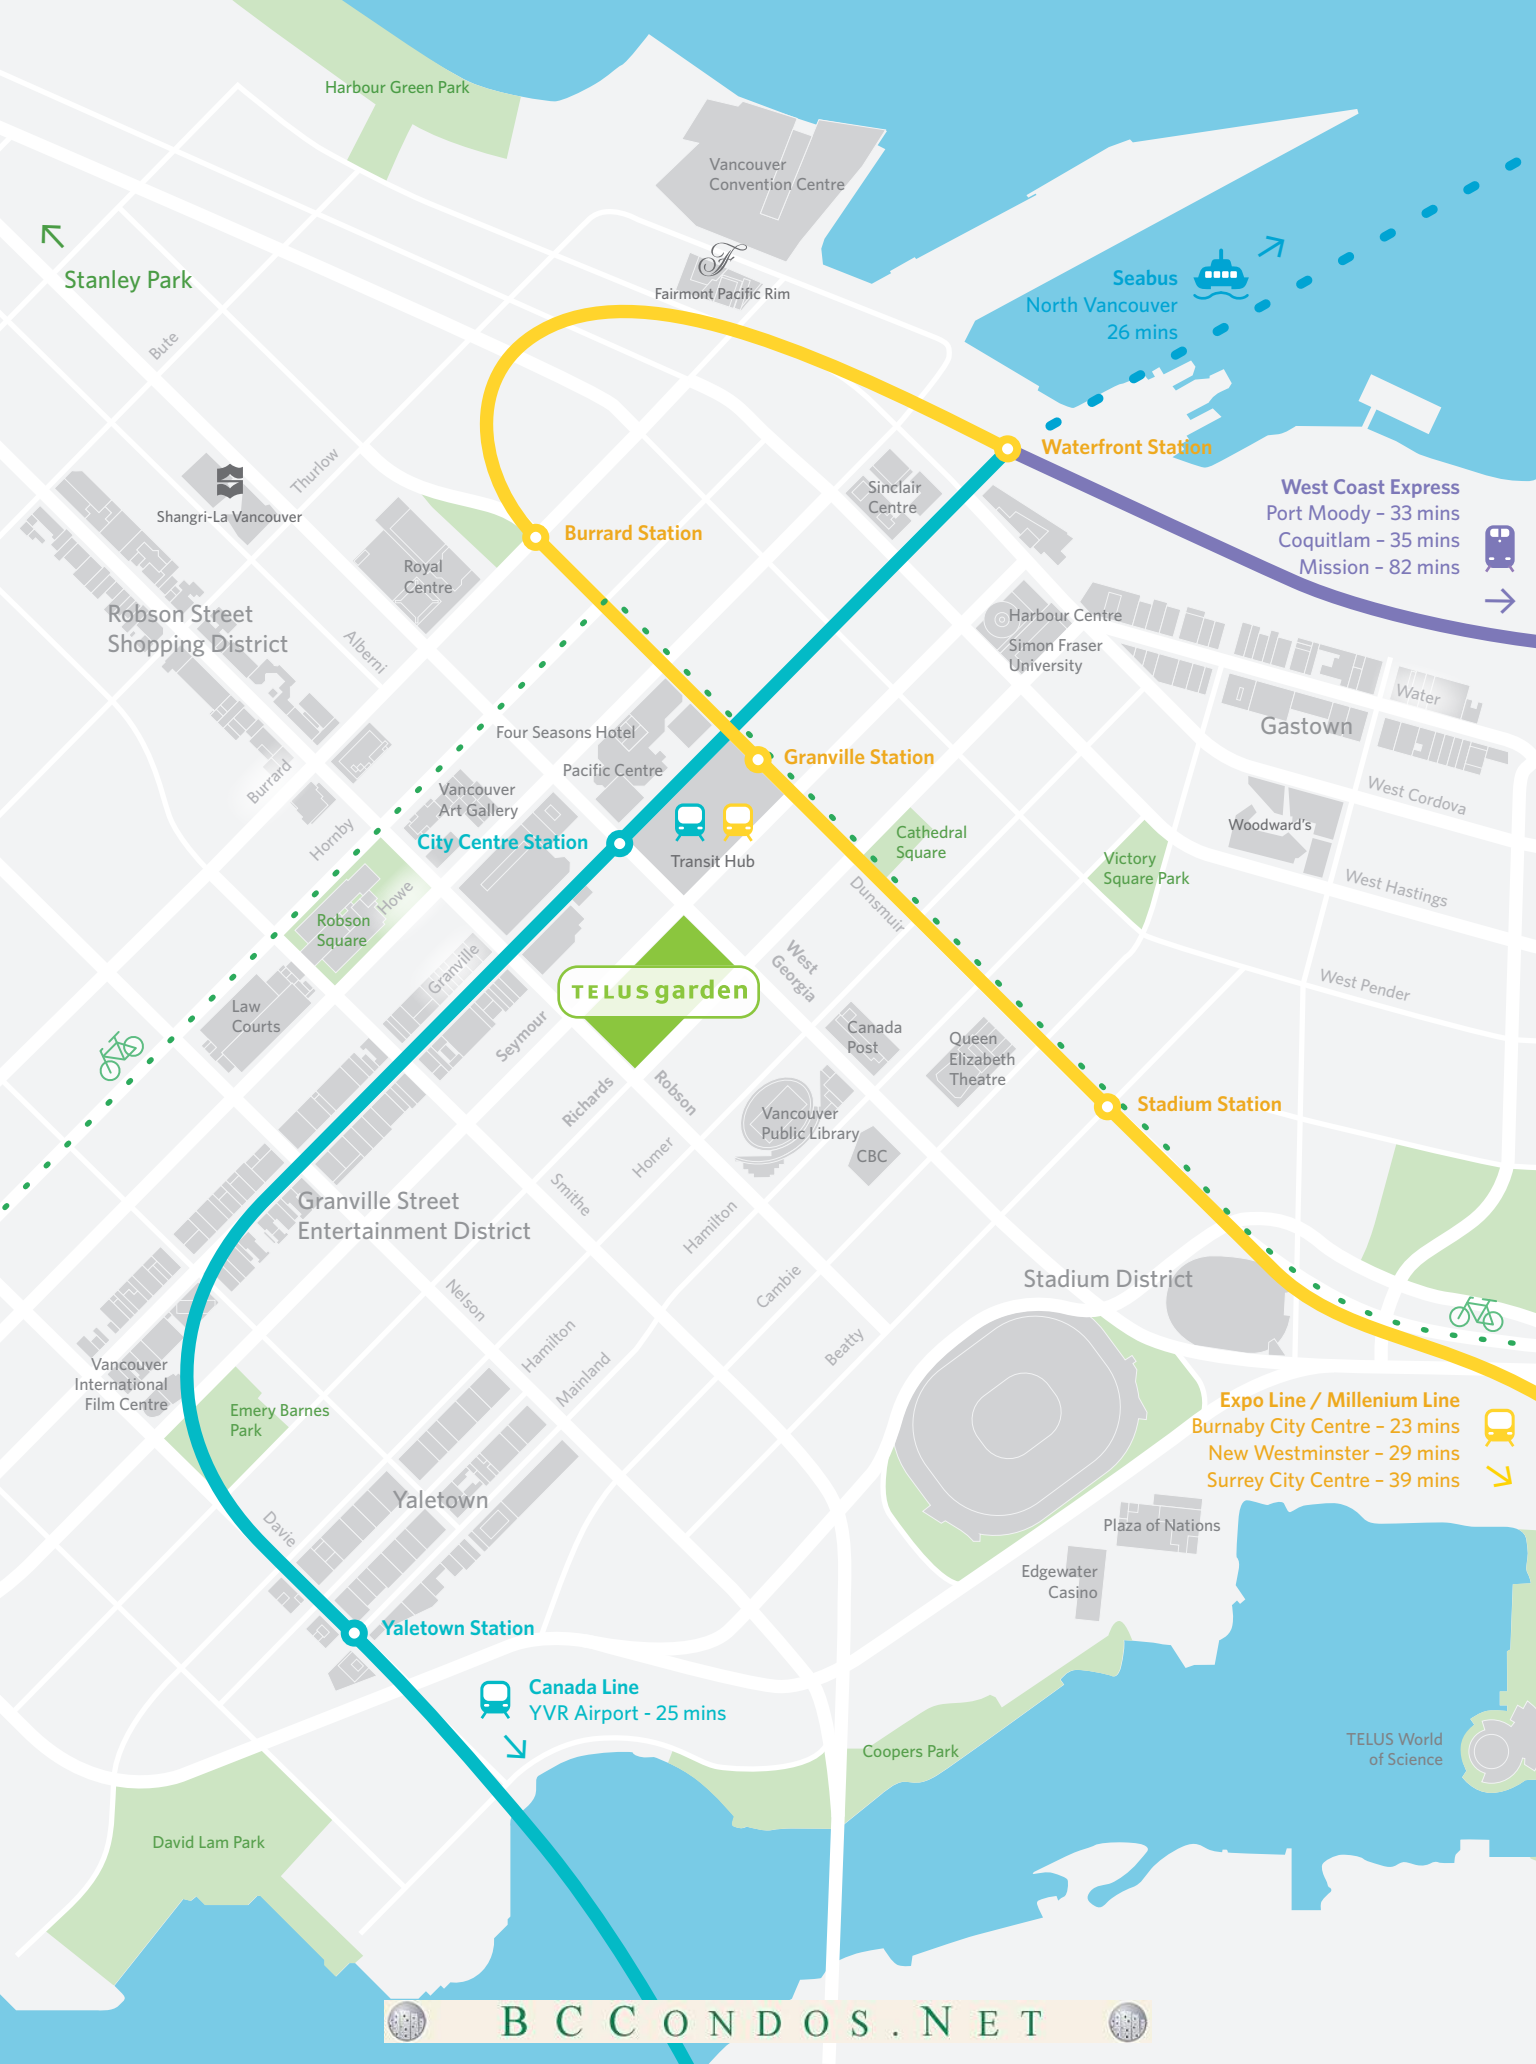 Harbour Green Park
Vancouver
Convention Centre
Stanley Park
Fairmont Pacific Rim
Seabus
North Vancouver
26 mins
Bute
Waterfront Station
Thurlow
Sinclair
Centre
West Coast Express
Port Moody – 33 mins
Coquitlam – 35 mins
Mission – 82 mins
Shangri-La Vancouver
Burrard Station
Royal
Centre
Robson Street
Shopping District
Alberni
Harbour Centre
Simon Fraser
University
Water
Gastown
Four Seasons Hotel
Pacific Centre
Granville Station
Burrard
Vancouver
Art Gallery
West Cordova
Hornby
City Centre Station
Transit Hub
Cathedral
Square
Woodward's
Victory
Square Park
Howe
Dunsmuir
West Hastings
Robson
Square
Granville
West
Georgia
TELUS garden
West Pender
Law
Courts
Seymour
Canada
Post
Queen
Elizabeth
Theatre
Richards
Robson
Stadium Station
Vancouver
Public Library
CBC
Homer
Smithe
Granville Street
Entertainment District
Hamilton
Stadium District
Nelson
Cambie
Hamilton
Mainland
Beatty
Vancouver
International
Film Centre
Emery Barnes
Park
Expo Line / Millenium Line
Burnaby City Centre – 23 mins
New Westminster – 29 mins
Surrey City Centre – 39 mins
Yaletown
Davie
Plaza of Nations
Edgewater
Casino
Yaletown Station
Canada Line
YVR Airport - 25 mins
Coopers Park
TELUS World
of Science
David Lam Park
BCCONDOS.NET